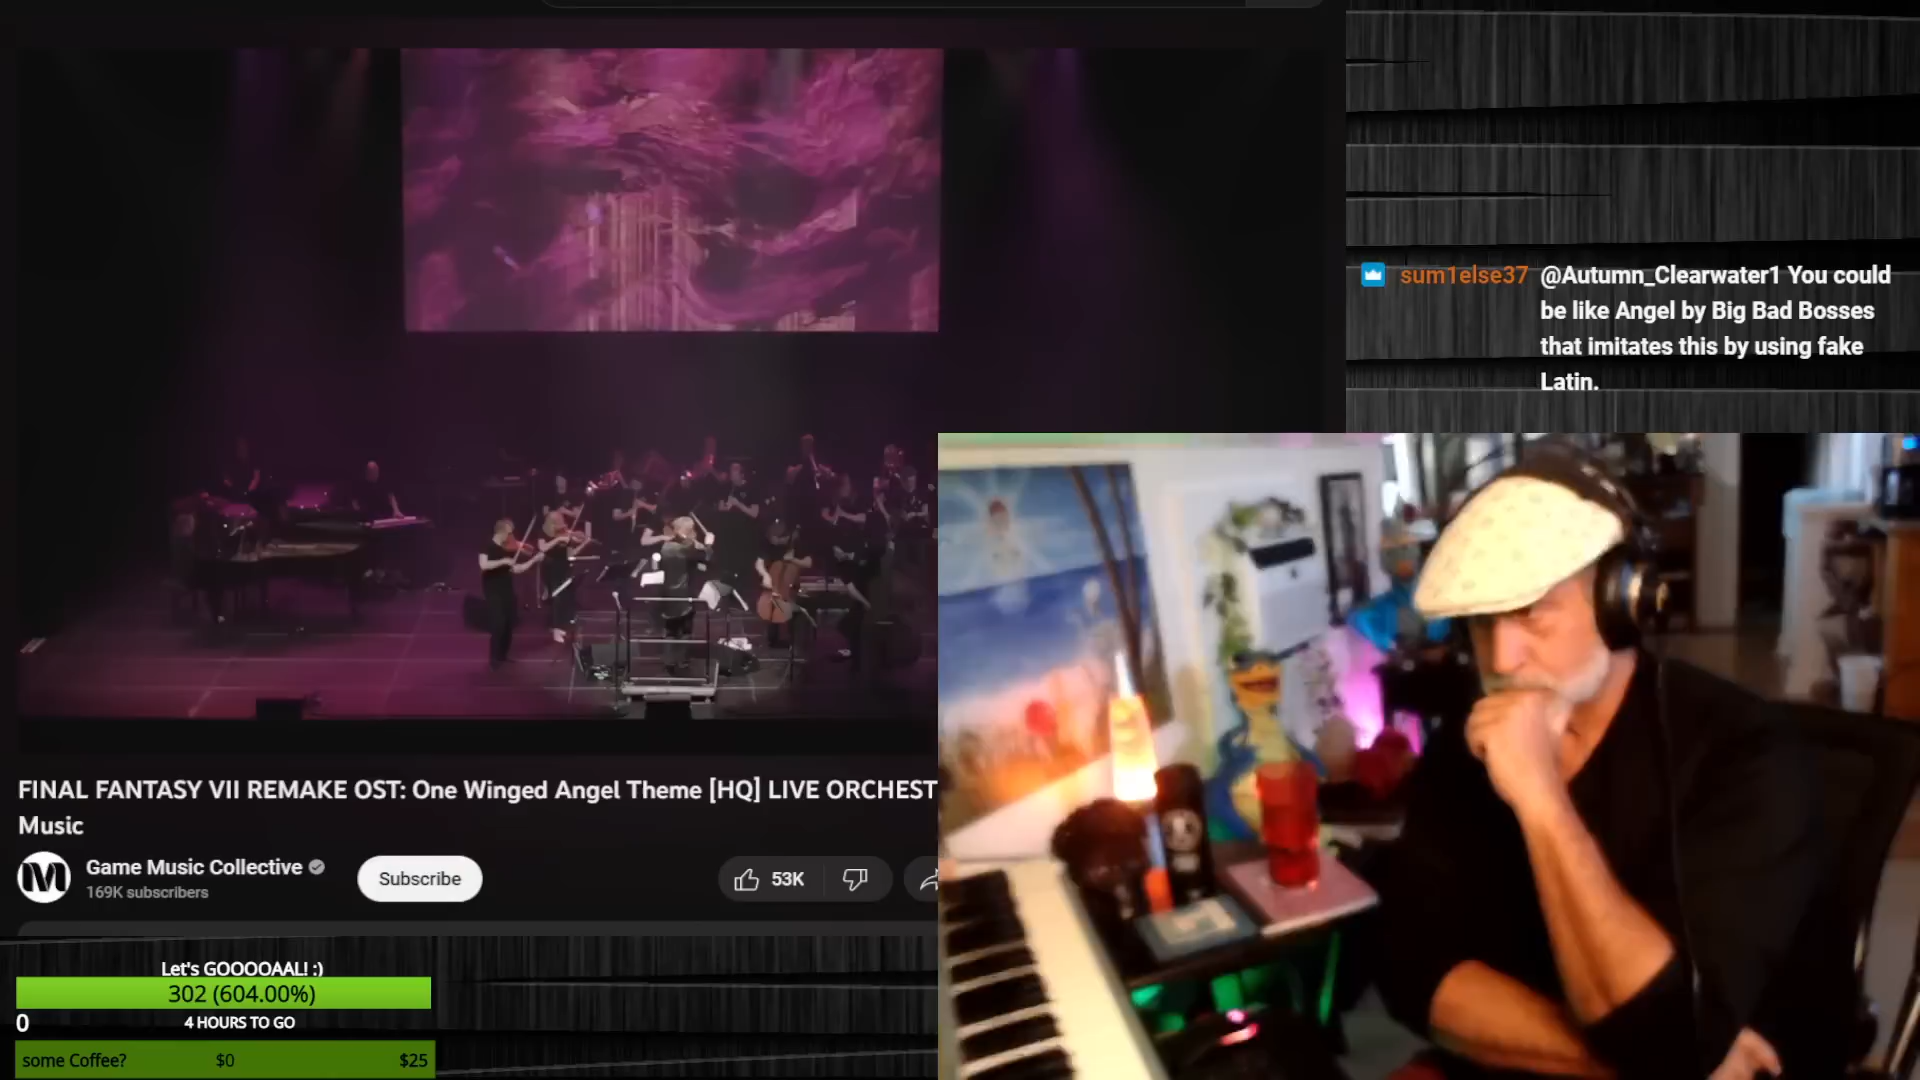 sum1else37 @Autumn_Clearwater1 You could
be like Angel by Big Bad Bosses
that imitates this by using fake
Latin.
FINAL FANTASY VII REMAKE OST: One Winged Angel Theme [HQ] LIVE ORCHEST
Music
Game Music Collective
169K subscribers
Subscribe
53K
Let's GOOOOAAL! :)
302 (604.00%)
0
4 HOURS TO GO
some Coffee? $0 $25